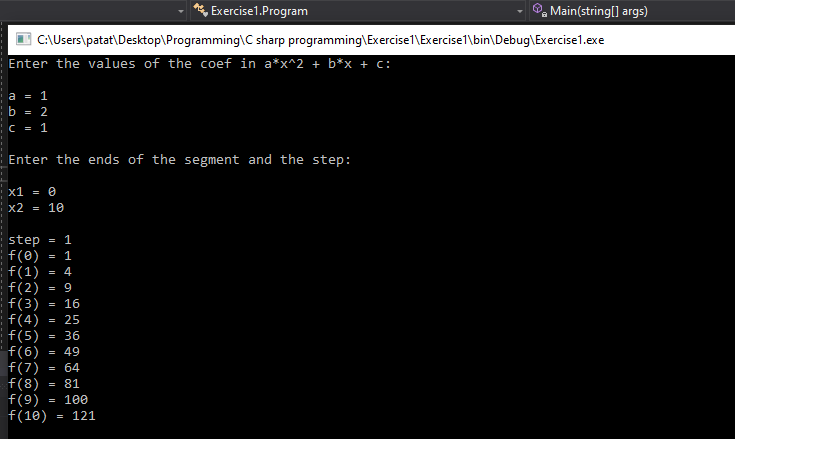 Exercise1.Program Main(string[] args)
C:\Users\patat\Desktop\Programming\C sharp programming\Exercise1\Exercise1\bin\Debug\Exercise1.exe
Enter the values of the coef in a*x^2 + b*x + c:
a = 1
b = 2
c = 1
Enter the ends of the segment and the step:
x1 = 0
x2 = 10
step = 1
f(0) = 1
f(1) = 4
f(2) = 9
f(3) = 16
f(4) = 25
f(5) = 36
f(6) = 49
f(7) = 64
f(8) = 81
f(9) = 100
f(10) = 121